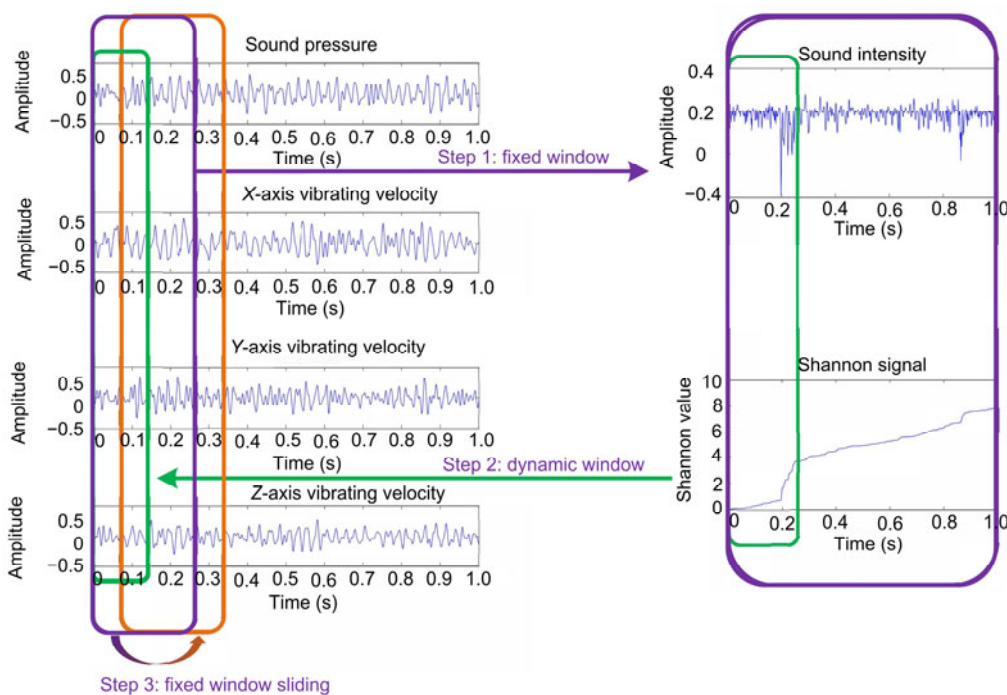 Sound pressure
Amplitude
0.5
0
−0.5
0 0.1 0.2 0.3 0.4 0.5 0.6 0.7 0.8 0.9 1.0
Time (s)
Step 1: fixed window
X-axis vibrating velocity
Amplitude
0.5
0
−0.5
0 0.1 0.2 0.3 0.4 0.5 0.6 0.7 0.8 0.9 1.0
Time (s)
Y-axis vibrating velocity
Amplitude
0.5
0
−0.5
0 0.1 0.2 0.3 0.4 0.5 0.6 0.7 0.8 0.9 1.0
Time (s)
Step 2: dynamic window
Z-axis vibrating velocity
Amplitude
0.5
0
−0.5
0 0.1 0.2 0.3 0.4 0.5 0.6 0.7 0.8 0.9 1.0
Time (s)
Step 3: fixed window sliding
Sound intensity
Amplitude
0.4
0.2
0
−0.4
0 0.2 0.4 0.6 0.8 1.0
Time (s)
Shannon signal
Shannon value
10
8
6
4
2
0
0 0.2 0.4 0.6 0.8 1.0
Time (s)